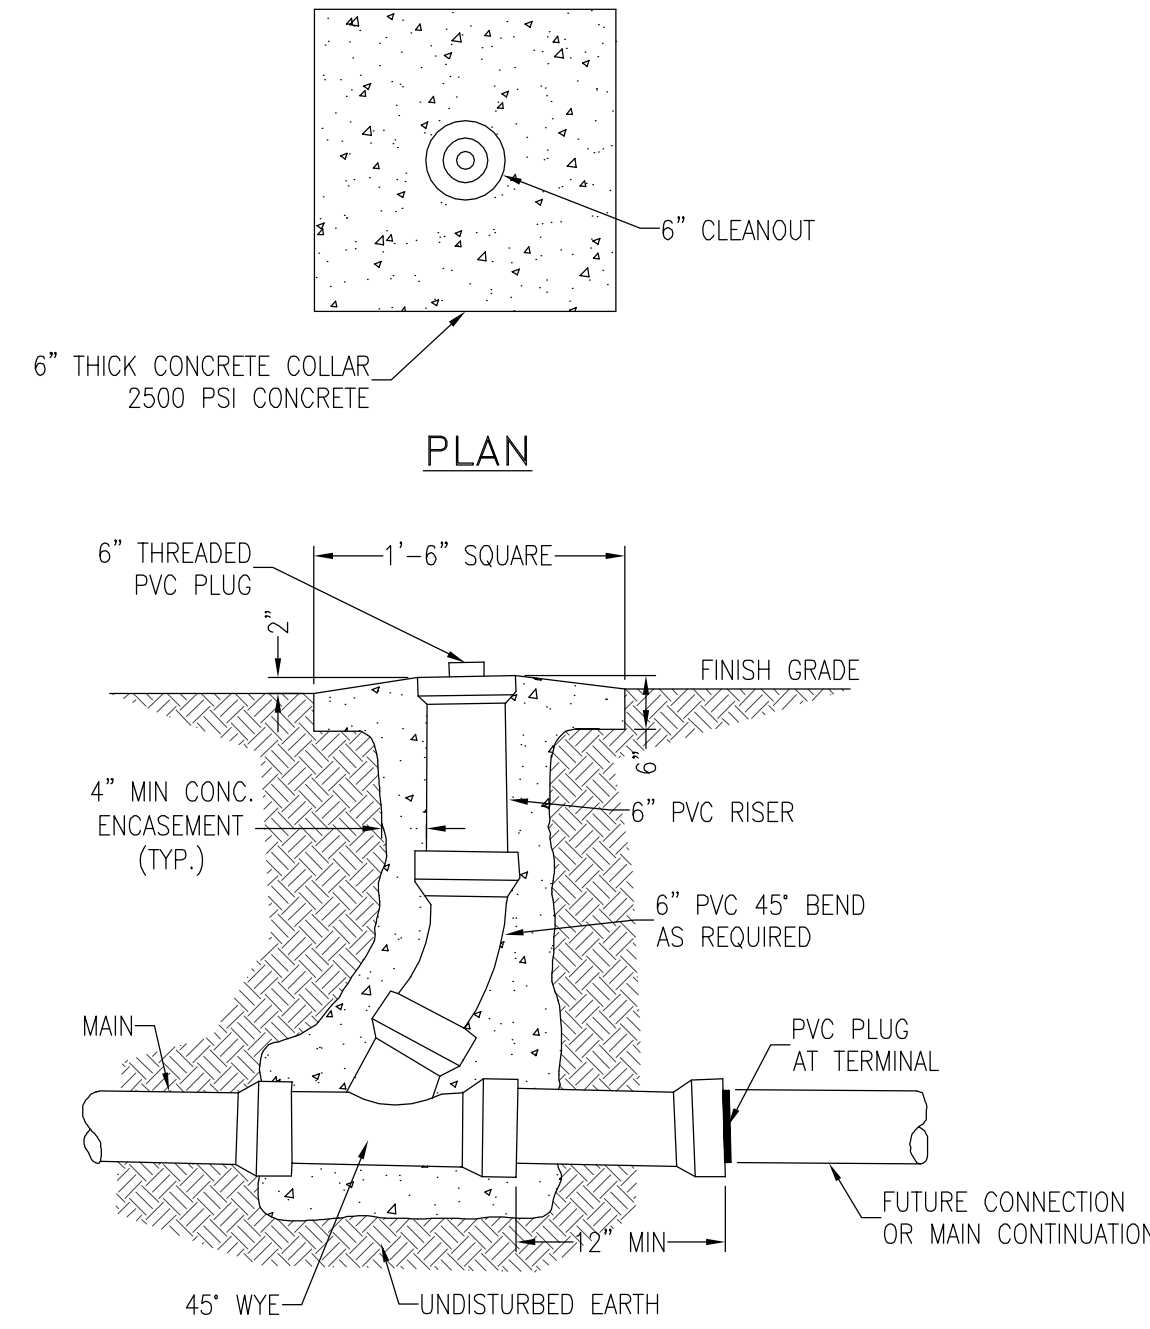 6" CLEANOUT
6" THICK CONCRETE COLLAR
2500 PSI CONCRETE
PLAN
6" THREADED
PVC PLUG
1'-6" SQUARE
2"
FINISH GRADE
6"
4" MIN CONC.
ENCASEMENT
(TYP.)
6" PVC RISER
6" PVC 45° BEND
AS REQUIRED
MAIN
PVC PLUG
AT TERMINAL
FUTURE CONNECTION
OR MAIN CONTINUATION
12" MIN
45° WYE
UNDISTURBED EARTH